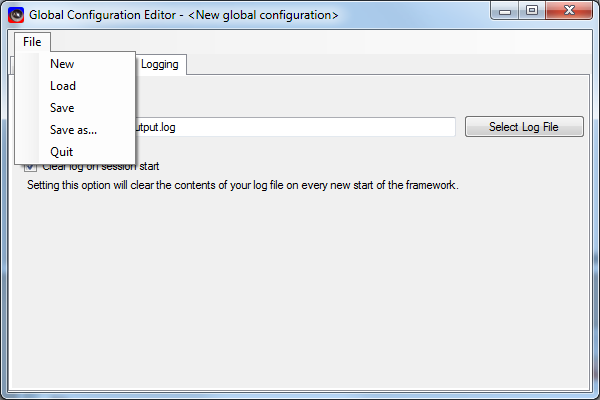 Global Configuration Editor - <New global configuration>
File
New
Load
Save
Save as...
Quit
Logging
utput.log
Select Log File
Clear log on session start
Setting this option will clear the contents of your log file on every new start of the framework.